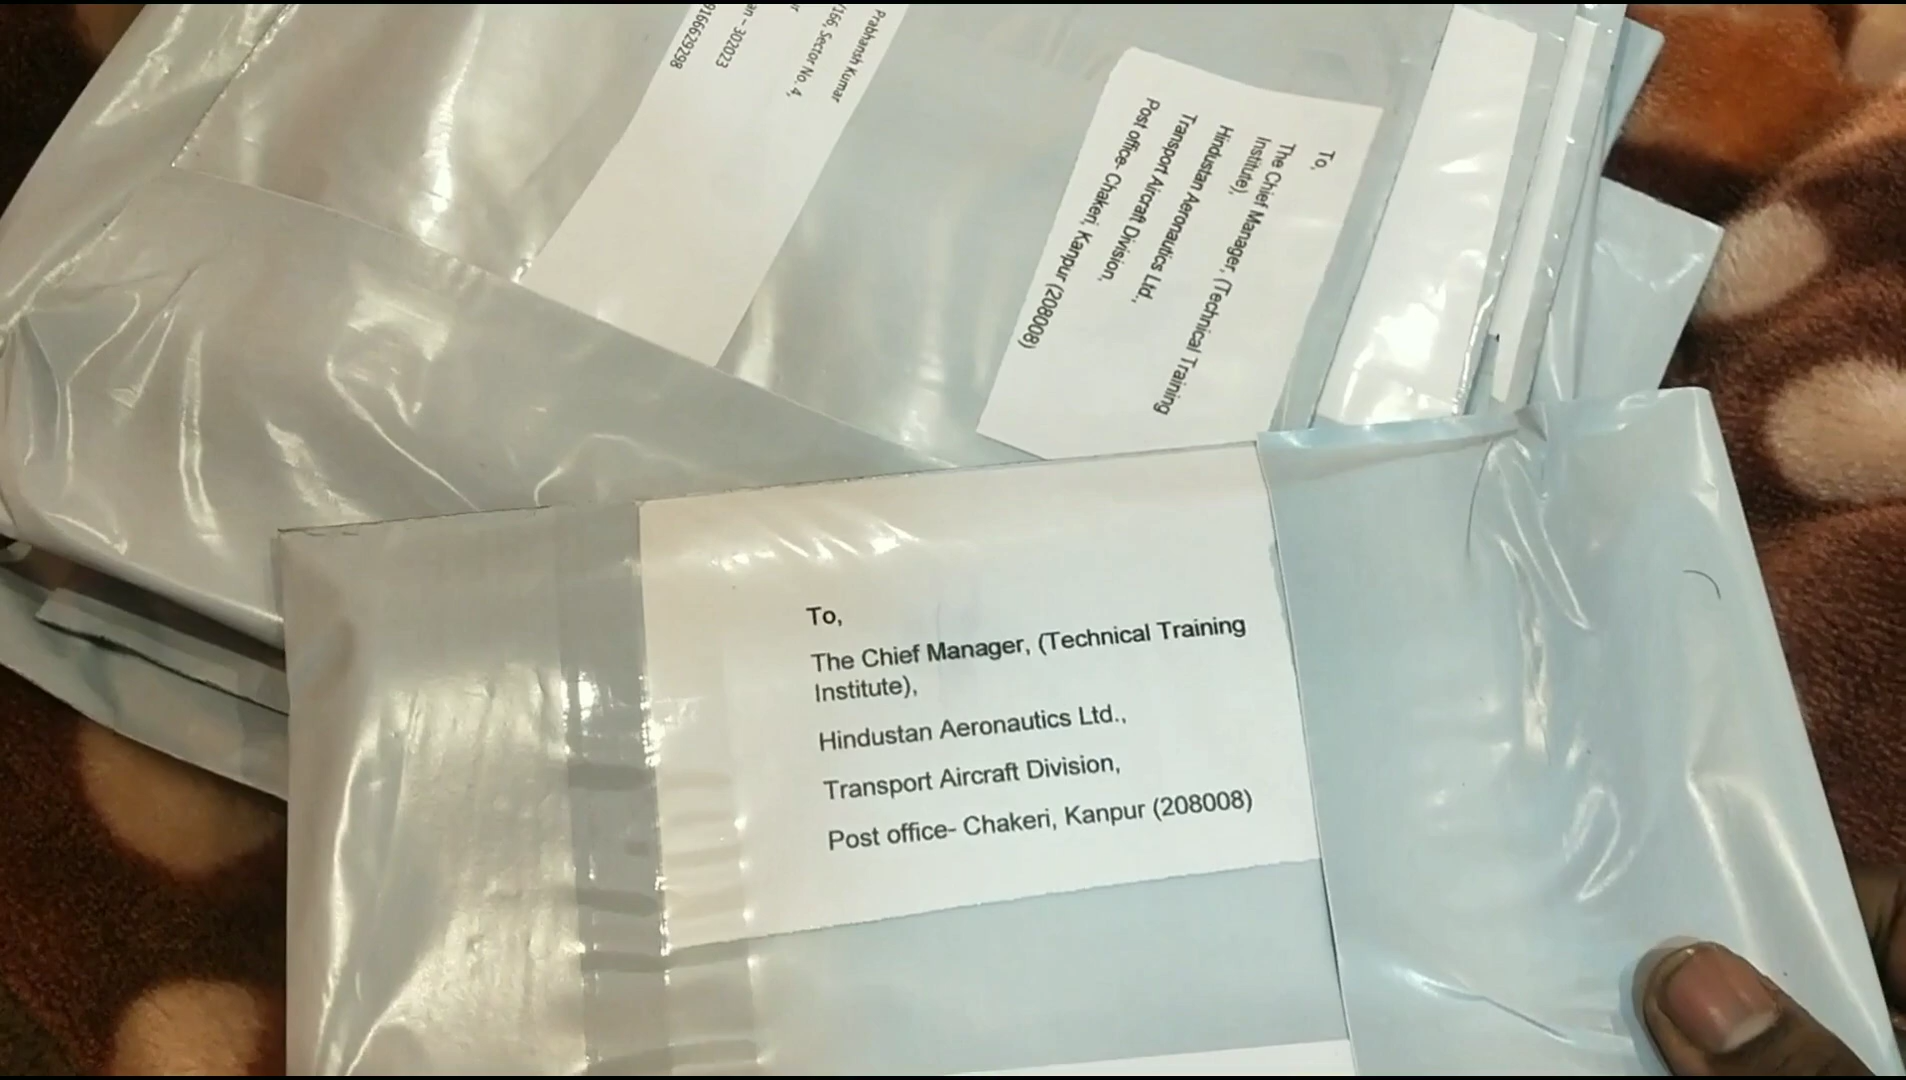 Prabhansh Kumar
/166, Sector No. 4,
an – 302023
9166629298
To,
The Chief Manager, (Technical Training
Institute),
Hindustan Aeronautics Ltd.,
Transport Aircraft Division,
Post office- Chakeri, Kanpur (208008)
To,
The Chief Manager, (Technical Training
Institute),
Hindustan Aeronautics Ltd.,
Transport Aircraft Division,
Post office- Chakeri, Kanpur (208008)